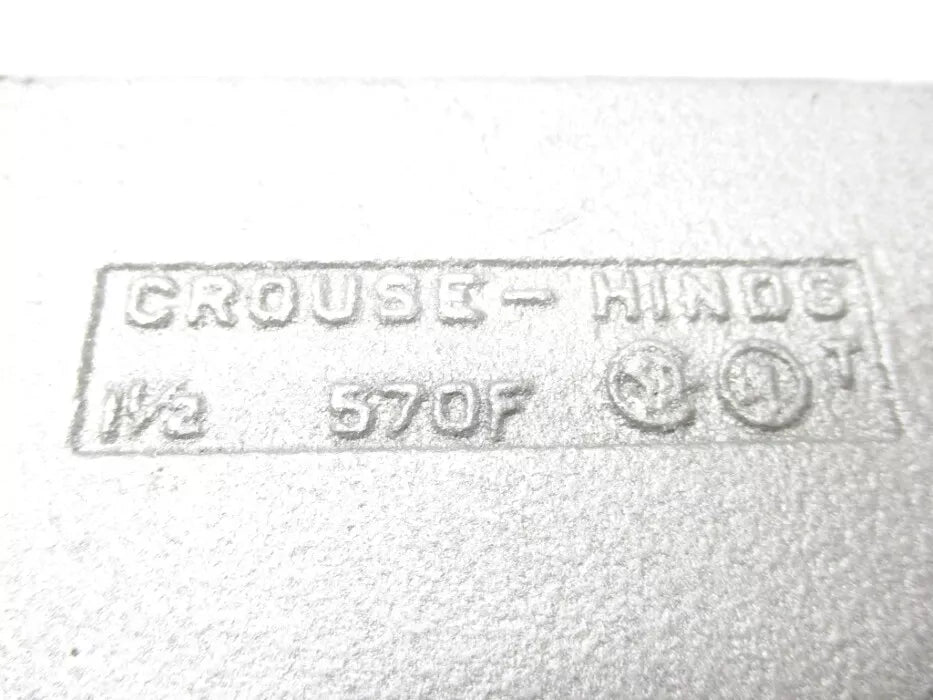 CROUSE-HINDS
1½ 570F T